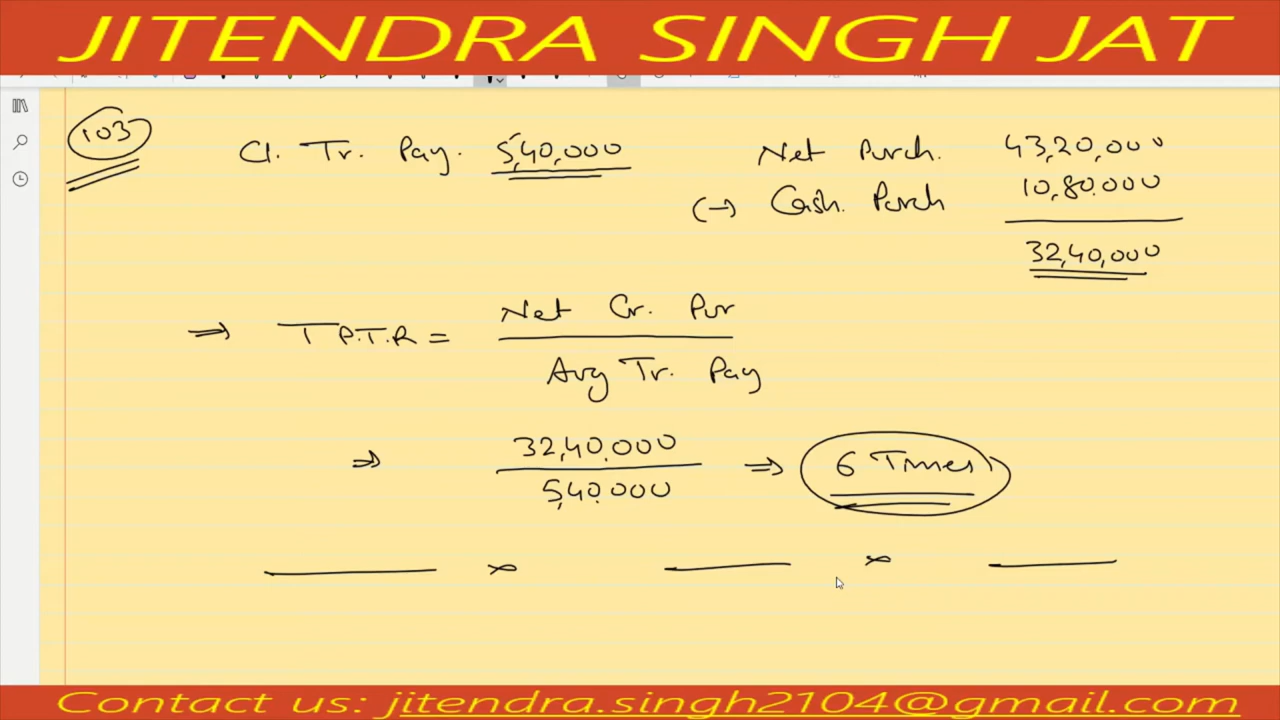 JITENDRA SINGH JAT
103
Cl. Tr. Pay. 5,40,000
Net Purch. 43,20,000
(-) Cash. Purch 10,80.000
32,40,000
⇒ T P.T.R = Net Cr. Pur
Avg Tr. Pay
⇒ 32,40.000 ⇒ 6 Times
5,40.000
Contact us: jitendra.singh2104@gmail.com